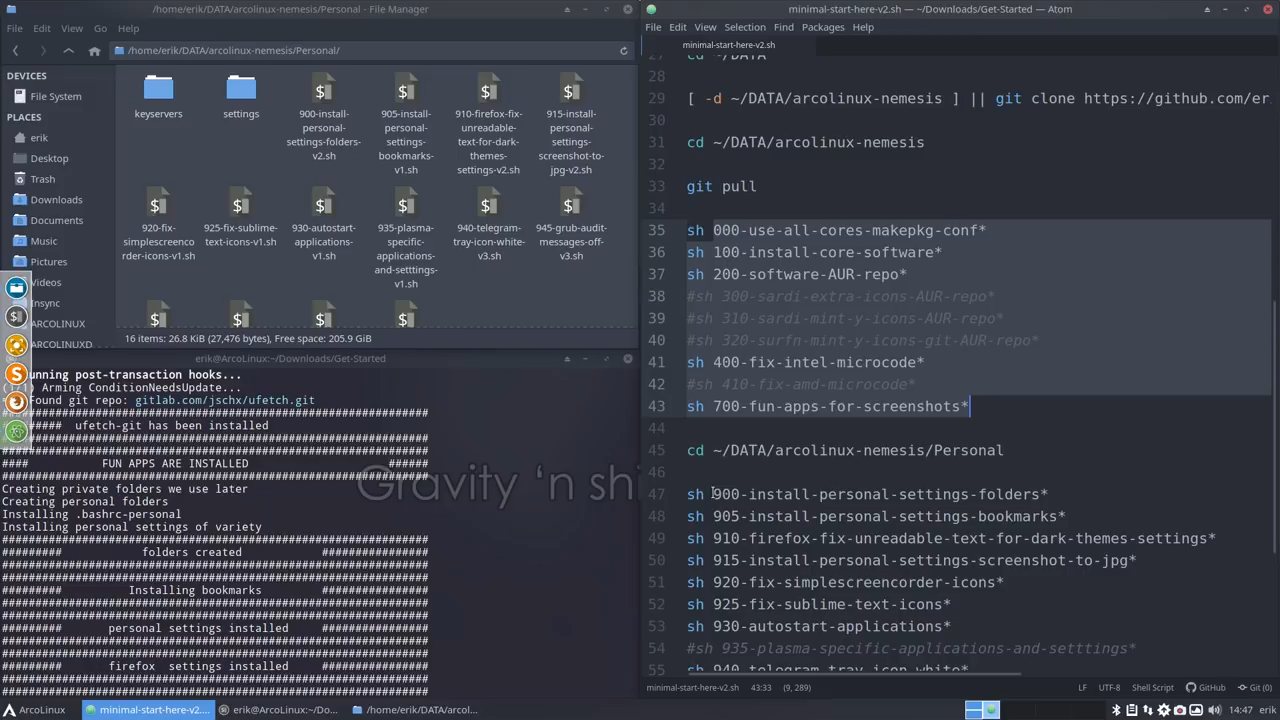 /home/erik/DATA/arcolinux-nemesis/Personal - File Manager
File Edit View Go Help
/home/erik/DATA/arcolinux-nemesis/Personal/
DEVICES
File System
PLACES
erik
Desktop
Trash
Downloads
Documents
Music
Pictures
Videos
Insync
ARCOLINUX
ARCOLINUXD
keyservers
settings
900-install-
personal-
settings-folders-
v2.sh
905-install-
personal-
settings-
bookmarks-
v1.sh
910-firefox-fix-
unreadable-
text-for-dark-
themes-
settings-v2.sh
915-install-
personal-
settings-
screenshot-to-
jpg-v2.sh
920-fix-
simplescreenco
rder-icons-v1.sh
925-fix-sublime-
text-icons-v1.sh
930-autostart-
applications-
v1.sh
935-plasma-
specific-
applications-
and-setttings-
v1.sh
940-telegram-
tray-icon-white-
v3.sh
945-grub-audit-
messages-off-
v3.sh
16 items: 26.8 KiB (27,476 bytes), Free space: 205.9 GiB
erik@ArcoLinux:~/Downloads/Get-Started
unning post-transaction hooks...
Arming ConditionNeedsUpdate...
Found git repo: gitlab.com/jschx/ufetch.git
################################################################
######## ufetch-git has been installed
################################################################
################################################################
#### FUN APPS ARE INSTALLED ######
################################################################
Creating private folders we use later
Creating personal folders
Installing .bashrc-personal
Installing personal settings of variety
################################################################
######### folders created ################
################################################################
################################################################
######### Installing bookmarks ################
################################################################
################################################################
######### personal settings installed ################
################################################################
################################################################
######### firefox settings installed ################
################################################################
################################################################
Gravity 'n shi
minimal-start-here-v2.sh — ~/Downloads/Get-Started — Atom
File Edit View Selection Find Packages Help
minimal-start-here-v2.sh
27 cd ~/DATA
28
29 [ -d ~/DATA/arcolinux-nemesis ] || git clone https://github.com/er
30
31 cd ~/DATA/arcolinux-nemesis
32
33 git pull
34
35 sh 000-use-all-cores-makepkg-conf*
36 sh 100-install-core-software*
37 sh 200-software-AUR-repo*
38 #sh 300-sardi-extra-icons-AUR-repo*
39 #sh 310-sardi-mint-y-icons-AUR-repo*
40 #sh 320-surfn-mint-y-icons-git-AUR-repo*
41 sh 400-fix-intel-microcode*
42 #sh 410-fix-amd-microcode*
43 sh 700-fun-apps-for-screenshots*
44
45 cd ~/DATA/arcolinux-nemesis/Personal
46
47 sh 900-install-personal-settings-folders*
48 sh 905-install-personal-settings-bookmarks*
49 sh 910-firefox-fix-unreadable-text-for-dark-themes-settings*
50 sh 915-install-personal-settings-screenshot-to-jpg*
51 sh 920-fix-simplescreencorder-icons*
52 sh 925-fix-sublime-text-icons*
53 sh 930-autostart-applications*
54 #sh 935-plasma-specific-applications-and-setttings*
55 sh 940-telegram-tray-icon-white*
minimal-start-here-v2.sh 43:33 (9, 289) LF UTF-8 Shell Script GitHub Git (0)
ArcoLinux minimal-start-here-v2.... erik@ArcoLinux:~/Do... /home/erik/DATA/arcol... 14:47 erik